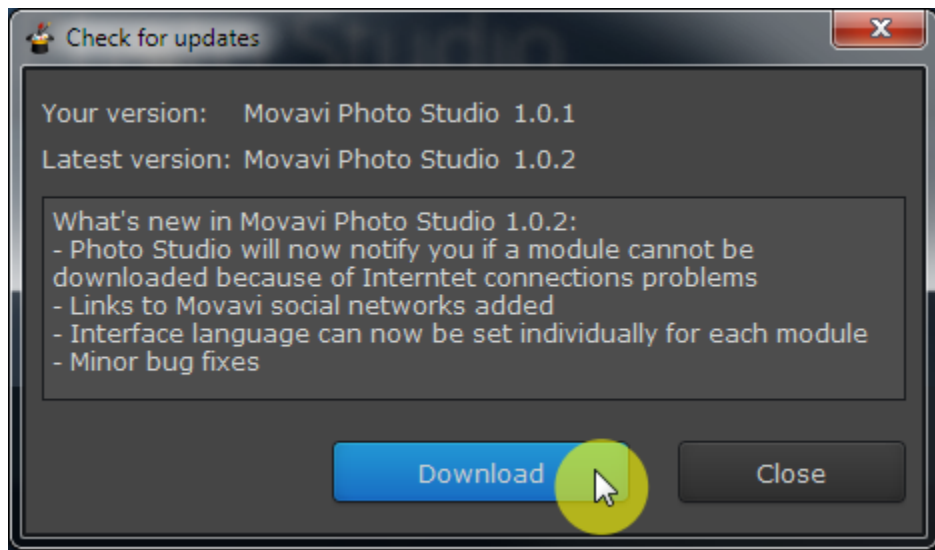 Check for updates
Your version: Movavi Photo Studio 1.0.1
Latest version: Movavi Photo Studio 1.0.2
What's new in Movavi Photo Studio 1.0.2:
- Photo Studio will now notify you if a module cannot be
downloaded because of Interntet connections problems
- Links to Movavi social networks added
- Interface language can now be set individually for each module
- Minor bug fixes
Download Close